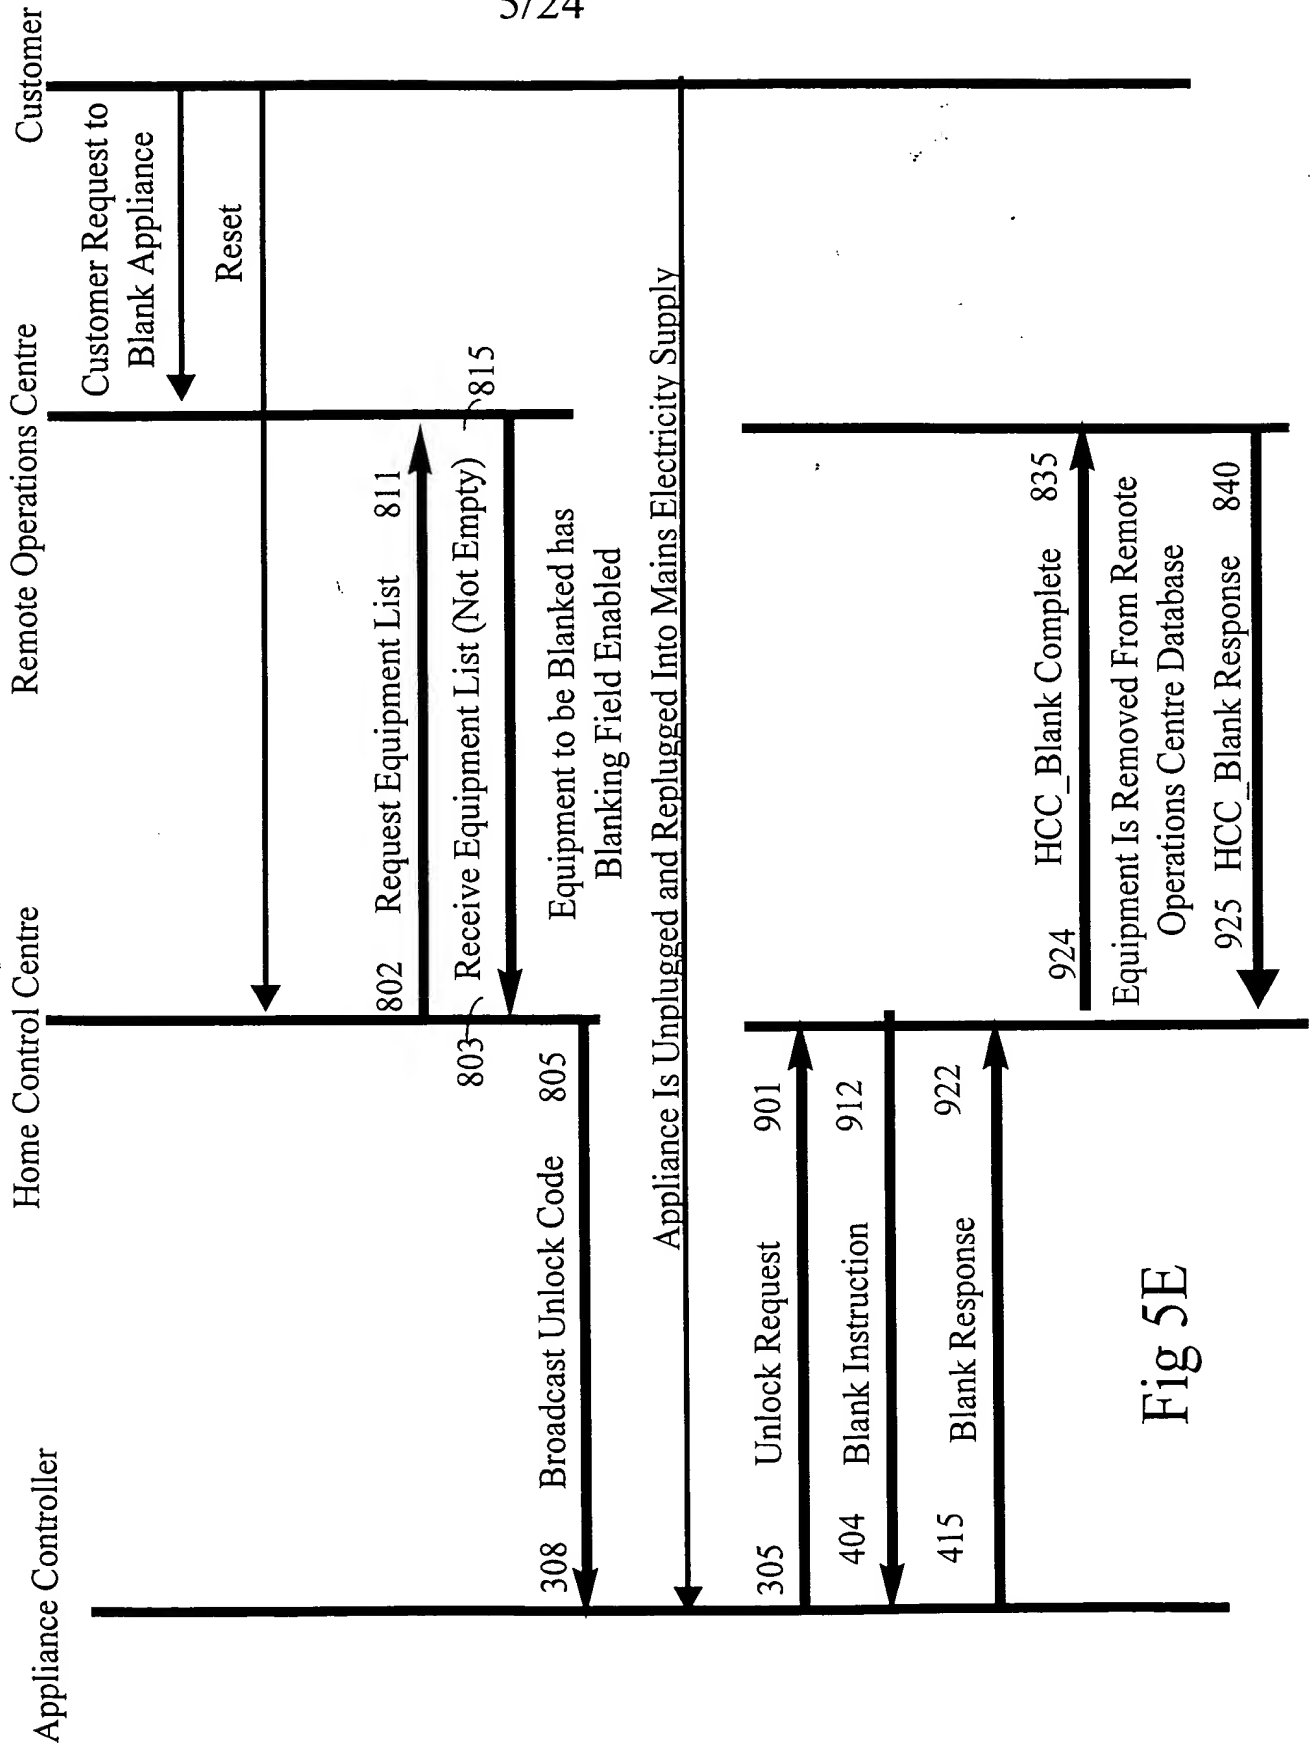 5/24
Appliance Controller
Home Control Centre
Remote Operations Centre
Customer
Customer Request to
Blank Appliance
Reset
802 Request Equipment List 811
803 Receive Equipment List (Not Empty) 815
Equipment to be Blanked has
Blanking Field Enabled
308 Broadcast Unlock Code 805
Appliance Is Unplugged and Replugged Into Mains Electricity Supply
305 Unlock Request 901
404 Blank Instruction 912
415 Blank Response 922
924 HCC_Blank Complete 835
Equipment Is Removed From Remote
Operations Centre Database
925 HCC_Blank Response 840
Fig 5E